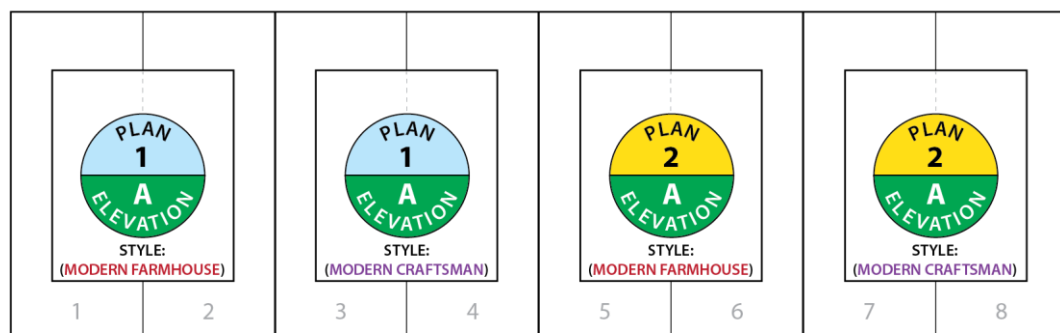 PLAN
1
A
ELEVATION
STYLE:
(MODERN FARMHOUSE)
1 2
PLAN
1
A
ELEVATION
STYLE:
(MODERN CRAFTSMAN)
3 4
PLAN
2
A
ELEVATION
STYLE:
(MODERN FARMHOUSE)
5 6
PLAN
2
A
ELEVATION
STYLE:
(MODERN CRAFTSMAN)
7 8